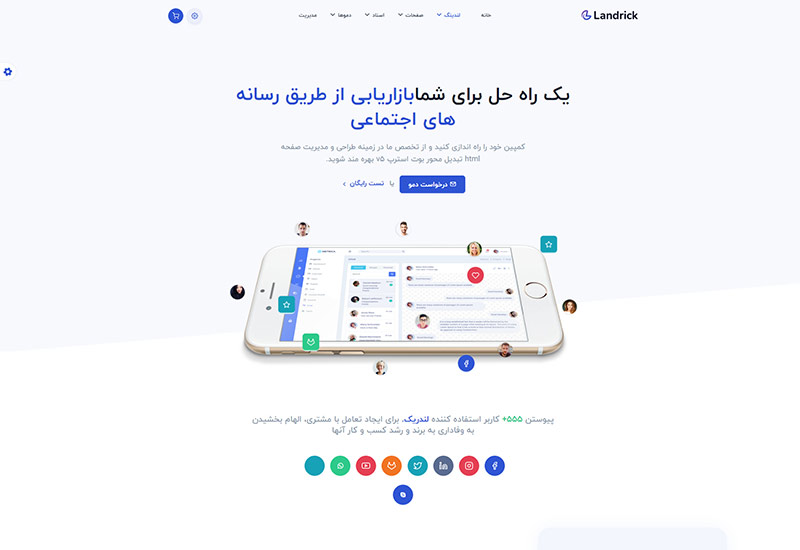 Landrick
خانه
لندینگ
صفحات
اسناد
دموها
مدیریت
یک راه حل برای شمابازاریابی از طریق رسانه
های اجتماعی
کمپین خود را راه اندازی کنید و از تخصص ما در زمینه طراحی و مدیریت صفحه
html تبدیل محور بوت استرپ v5 بهره مند شوید.
درخواست دمو
یا
تست رایگان
پیوستن 555+ کاربر استفاده کننده لندریک، برای ایجاد تعامل با مشتری، الهام بخشیدن
به وفاداری به برند و رشد کسب و کار آنها